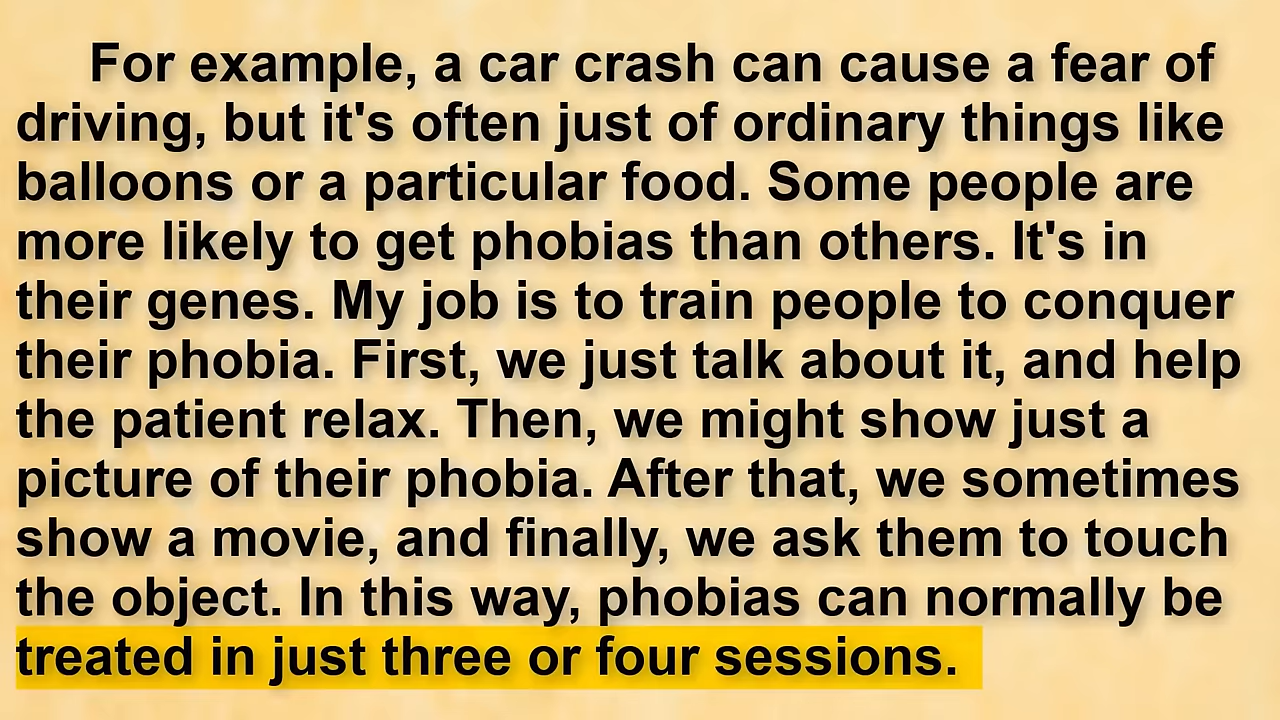 For example, a car crash can cause a fear of
driving, but it's often just of ordinary things like
balloons or a particular food. Some people are
more likely to get phobias than others. It's in
their genes. My job is to train people to conquer
their phobia. First, we just talk about it, and help
the patient relax. Then, we might show just a
picture of their phobia. After that, we sometimes
show a movie, and finally, we ask them to touch
the object. In this way, phobias can normally be
treated in just three or four sessions.